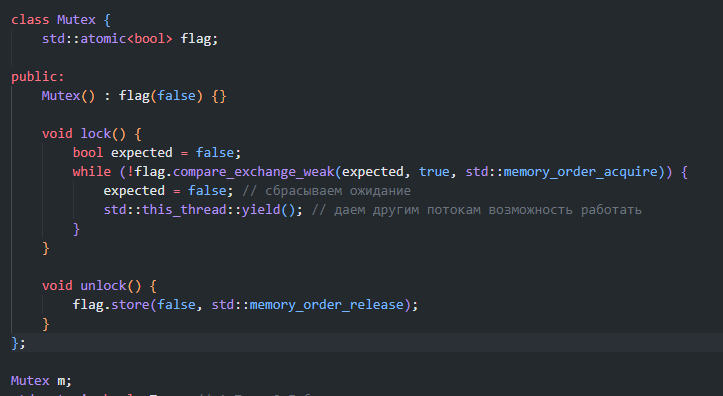 class Mutex {
    std::atomic<bool> flag;
public:
    Mutex() : flag(false) {}
    void lock() {
        bool expected = false;
        while (!flag.compare_exchange_weak(expected, true, std::memory_order_acquire)) {
            expected = false; // сбрасываем ожидание
            std::this_thread::yield(); // даем другим потокам возможность работать
        }
    }
    void unlock() {
        flag.store(false, std::memory_order_release);
    }
};
Mutex m;